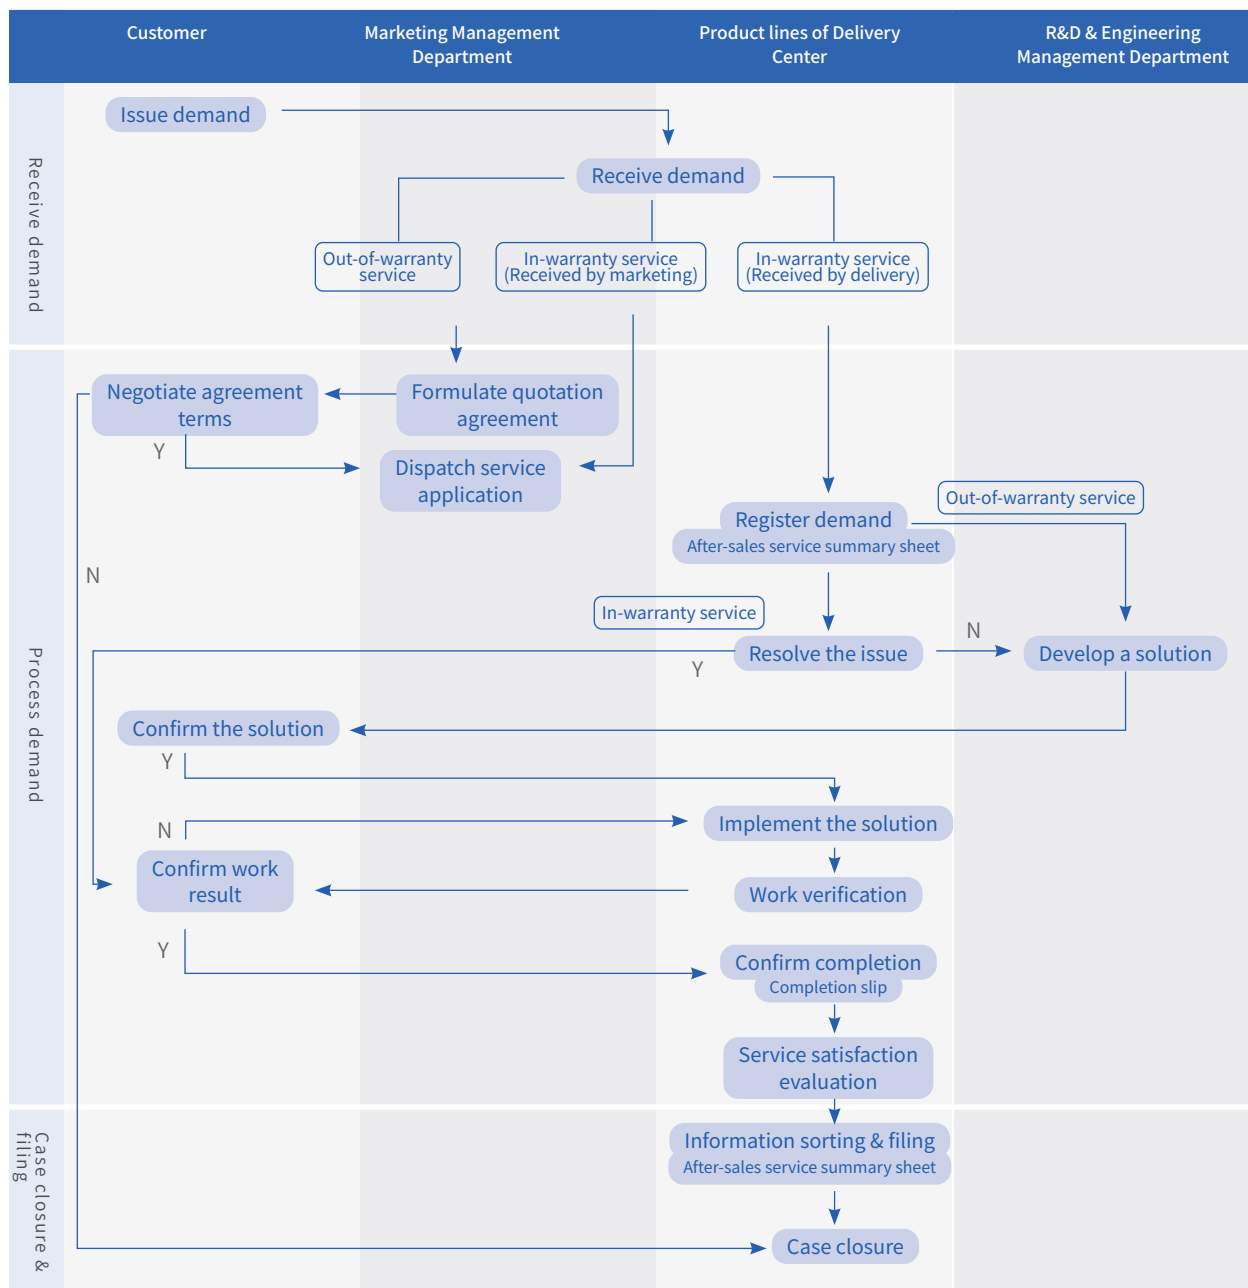 Customer
Marketing Management
Department
Product lines of Delivery
Center
R&D & Engineering
Management Department
Receive demand
Issue demand
Receive demand
Out-of-warranty
service
In-warranty service
(Received by marketing)
In-warranty service
(Received by delivery)
Process demand
Negotiate agreement
terms
Formulate quotation
agreement
Y
Dispatch service
application
Out-of-warranty service
Register demand
After-sales service summary sheet
N
In-warranty service
N
Resolve the issue
Y
Develop a solution
Confirm the solution
Y
Implement the solution
N
Confirm work
result
Work verification
Y
Confirm completion
Completion slip
Service satisfaction
evaluation
Case closure &
filing
Information sorting & filing
After-sales service summary sheet
Case closure